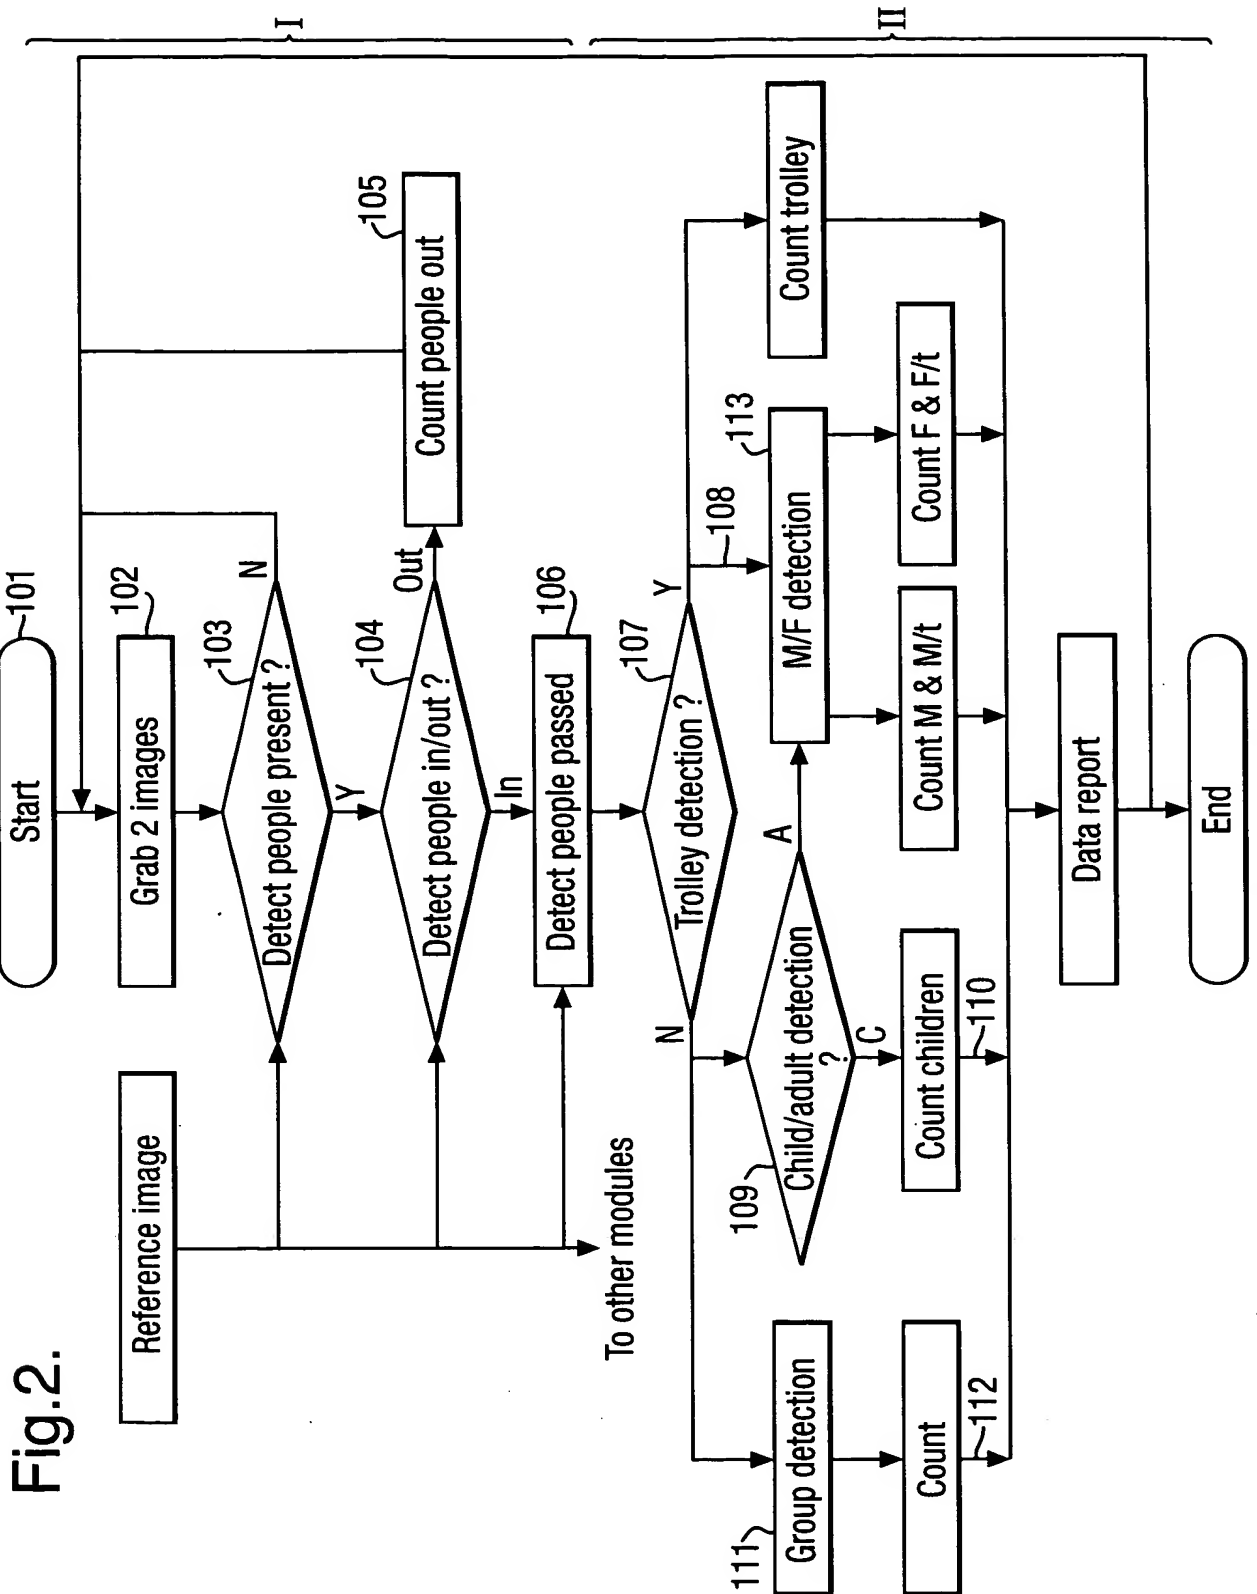 Fig.2.
Start
101
Reference image
Grab 2 images
102
Detect people present ?
103
N
Y
Detect people in/out ?
104
Out
Count people out
105
In
Detect people passed
106
To other modules
I
Trolley detection ?
107
N
Y
108
Group detection
111
Child/adult detection
?
109
A
C
M/F detection
113
Count trolley
Count
112
Count children
110
Count M & M/t
Count F & F/t
Data report
End
II